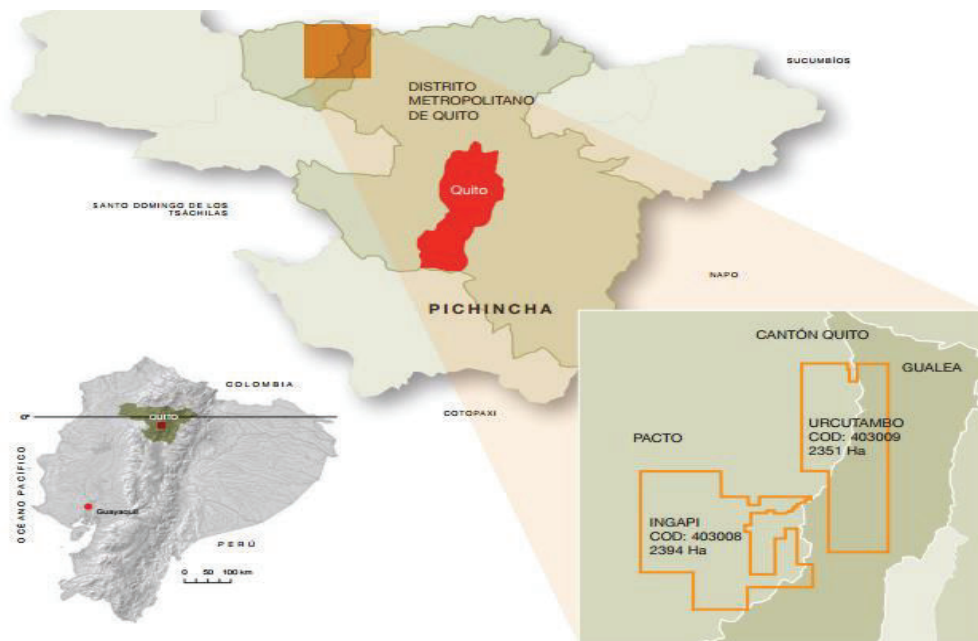 SUCUMBÍOS
DISTRITO
METROPOLITANO
DE QUITO
Quito
SANTO DOMINGO DE LOS
TSÁCHILAS
NAPO
PICHINCHA
COTOPAXI
COLOMBIA
0°
QUITO
OCÉANO PACÍFICO
Guayaquil
PERÚ
0 50 100 km
CANTÓN QUITO
GUALEA
URCUTAMBO
COD: 403009
2351 Ha
PACTO
INGAPI
COD: 403008
2394 Ha